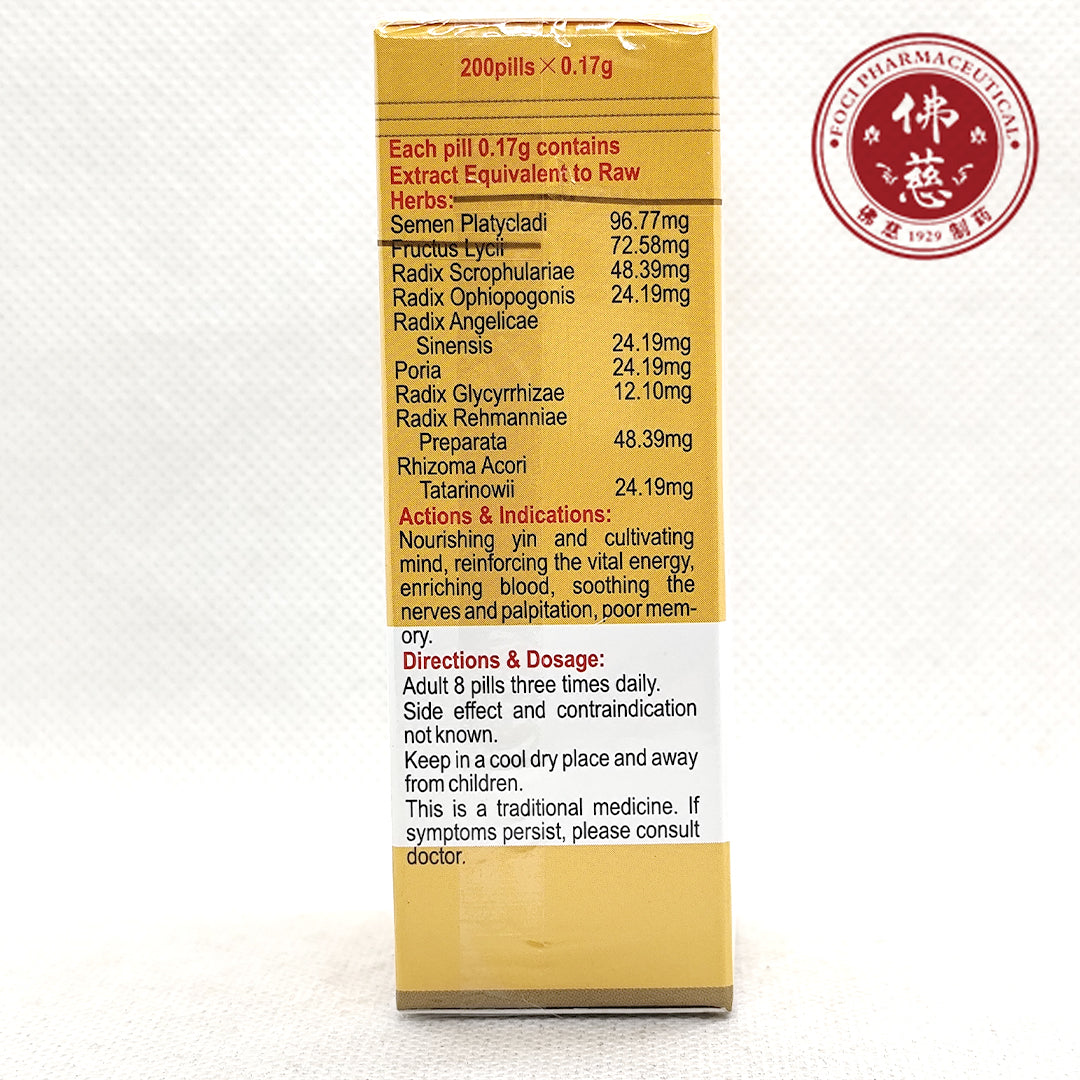 200pills×0.17g
Each pill 0.17g contains
Extract Equivalent to Raw
Herbs:
Semen Platycladi 96.77mg
Fructus Lycii 72.58mg
Radix Scrophulariae 48.39mg
Radix Ophiopogonis 24.19mg
Radix Angelicae
Sinensis 24.19mg
Poria 24.19mg
Radix Glycyrrhizae 12.10mg
Radix Rehmanniae
Preparata 48.39mg
Rhizoma Acori
Tatarinowii 24.19mg
Actions & Indications:
Nourishing yin and cultivating
mind, reinforcing the vital energy,
enriching blood, soothing the
nerves and palpitation, poor mem-
ory.
Directions & Dosage:
Adult 8 pills three times daily.
Side effect and contraindication
not known.
Keep in a cool dry place and away
from children.
This is a traditional medicine. If
symptoms persist, please consult
doctor.
•FOCI PHARMACEUTICAL•
佛
慈
佛慈 1929 制药